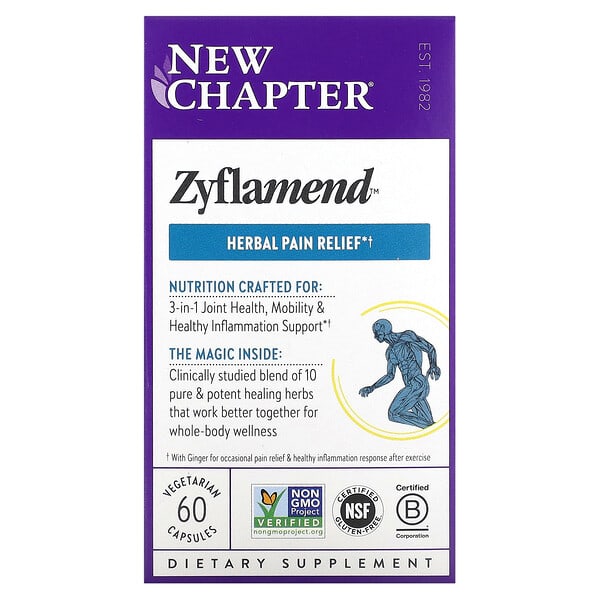 NEW
CHAPTER®
EST. 1982
Zyflamend™
HERBAL PAIN RELIEF*†
NUTRITION CRAFTED FOR:
3-in-1 Joint Health, Mobility &
Healthy Inflammation Support*†
THE MAGIC INSIDE:
Clinically studied blend of 10
pure & potent healing herbs
that work better together for
whole-body wellness
† With Ginger for occasional pain relief & healthy inflammation response after exercise
VEGETARIAN
60
CAPSULES
NON
GMO
Project
VERIFIED
nongmoproject.org
CERTIFIED
NSF
GLUTEN-FREE
Certified
B
Corporation
DIETARY SUPPLEMENT